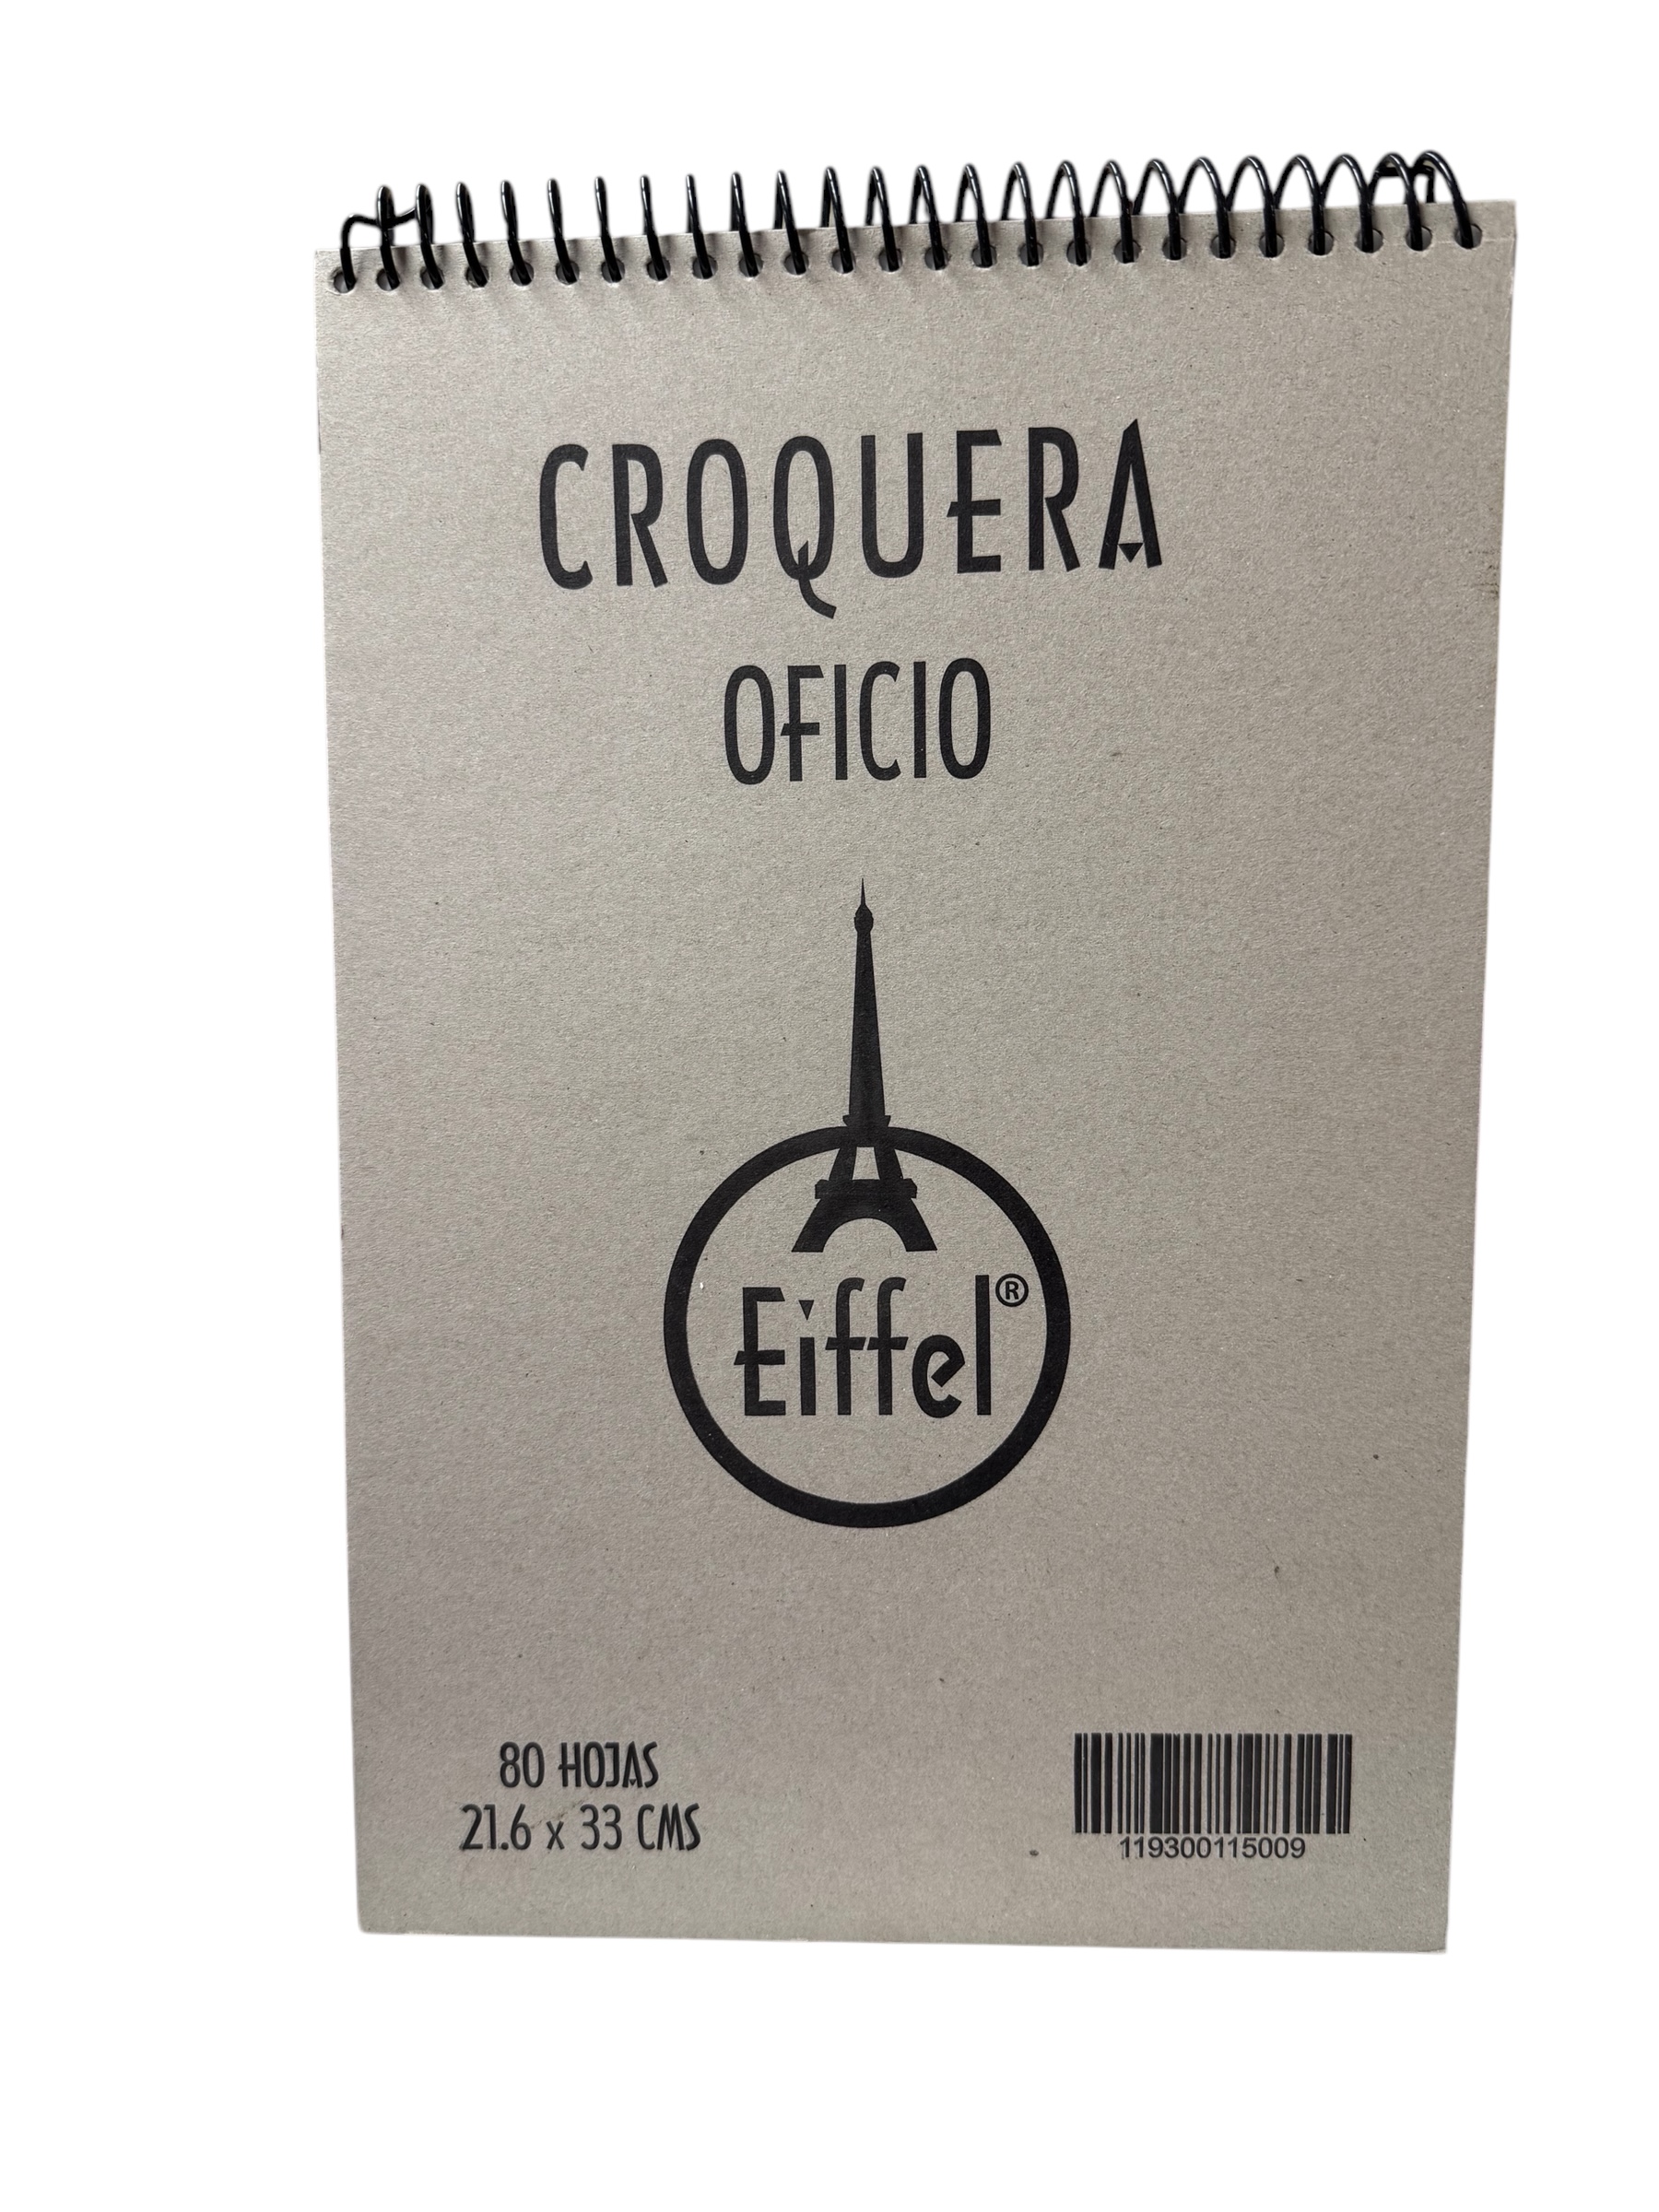 CROQUERA
OFICIO
Eiffel®
80 HOJAS
21.6 x 33 CMS
119300115009